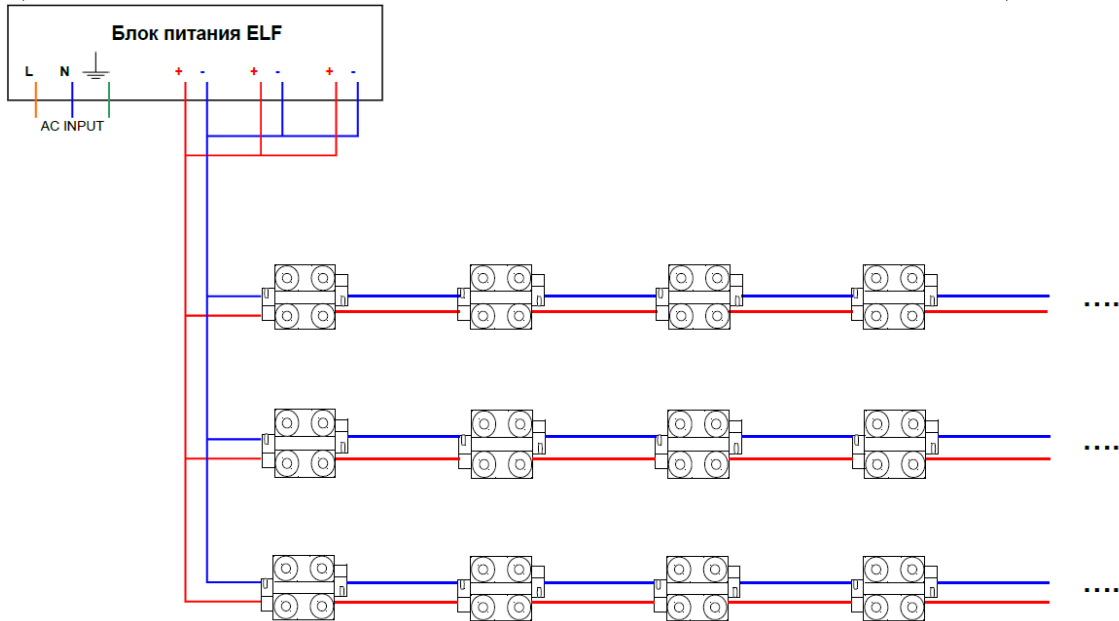 Блок питания ELF
L N + - + - + -
AC INPUT
....
....
....